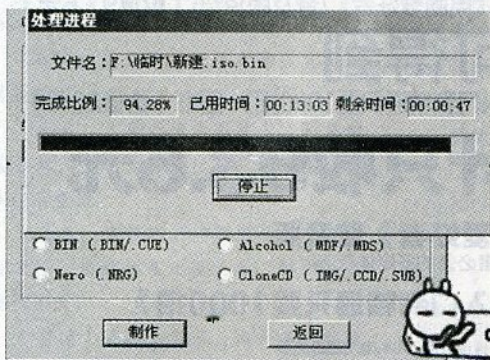 处理进程
文件名：F:\临时\新建.iso.bin
完成比例： 94.28% 已用时间：00:13:03 剩余时间：00:00:47
停止
BIN (.BIN/.CUE) Alcohol (.MDF/.MDS)
Nero (.NRG) CloneCD (.IMG/.CCD/.SUB)
制作 返回